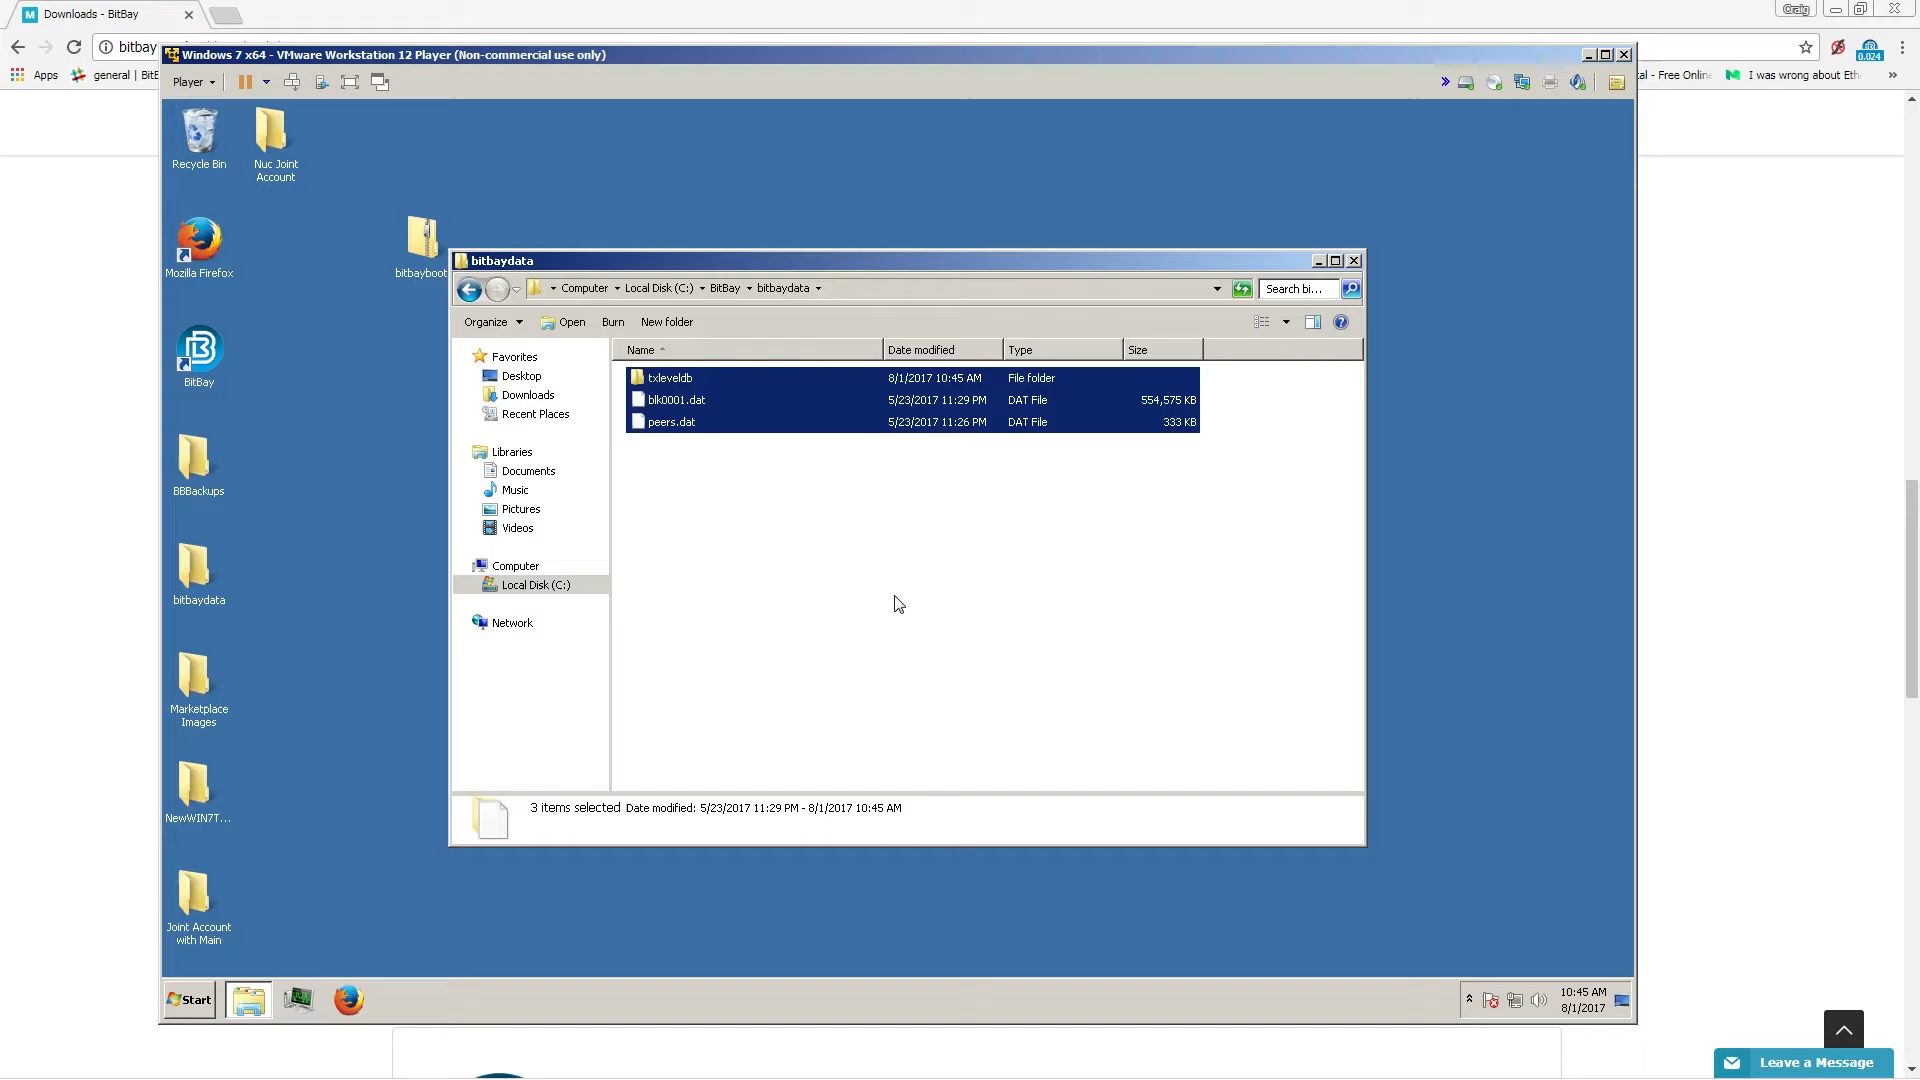 Downloads - BitBay
Craig
bitbay
0.024
Apps
general | BitB
tal - Free Online
I was wrong about Eth
»
Windows 7 x64 - VMware Workstation 12 Player (Non-commercial use only)
Player
Recycle Bin
Nuc Joint
Account
Mozilla Firefox
bitbayboot
BitBay
BBBackups
bitbaydata
Marketplace
Images
NewWIN7T...
Joint Account
with Main
bitbaydata
Computer
Local Disk (C:)
BitBay
bitbaydata
Search bi...
Organize
Open
Burn
New folder
Name
Date modified
Type
Size
Favorites
Desktop
Downloads
Recent Places
Libraries
Documents
Music
Pictures
Videos
Computer
Local Disk (C:)
Network
txleveldb 8/1/2017 10:45 AM File folder
blk0001.dat 5/23/2017 11:29 PM DAT File 554,575 KB
peers.dat 5/23/2017 11:26 PM DAT File 333 KB
3 items selected Date modified: 5/23/2017 11:29 PM - 8/1/2017 10:45 AM
Start
10:45 AM
8/1/2017
Leave a Message